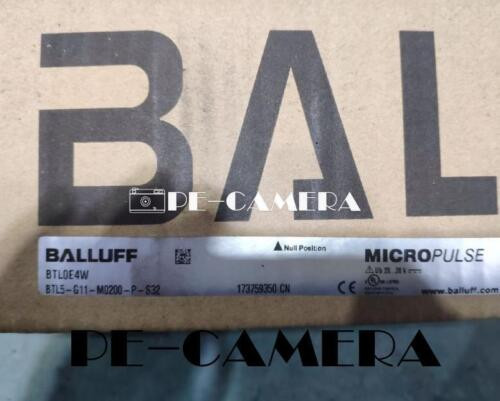 BAL
PE-CAMERA
BALLUFF
Null Position
MICROPULSE
BTL0E4W
BTL5-G11-M0200-P-S32
173759350 CN
CE
www.balluff.com
PE-CAMERA